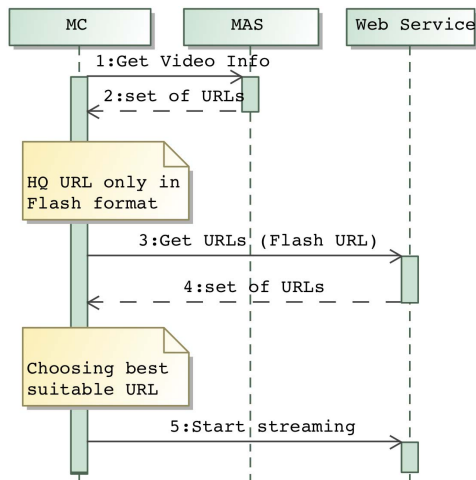 MC
MAS
Web Service
1:Get Video Info
2:set of URLs
HQ URL only in
Flash format
3:Get URLs (Flash URL)
4:set of URLs
Choosing best
suitable URL
5:Start streaming